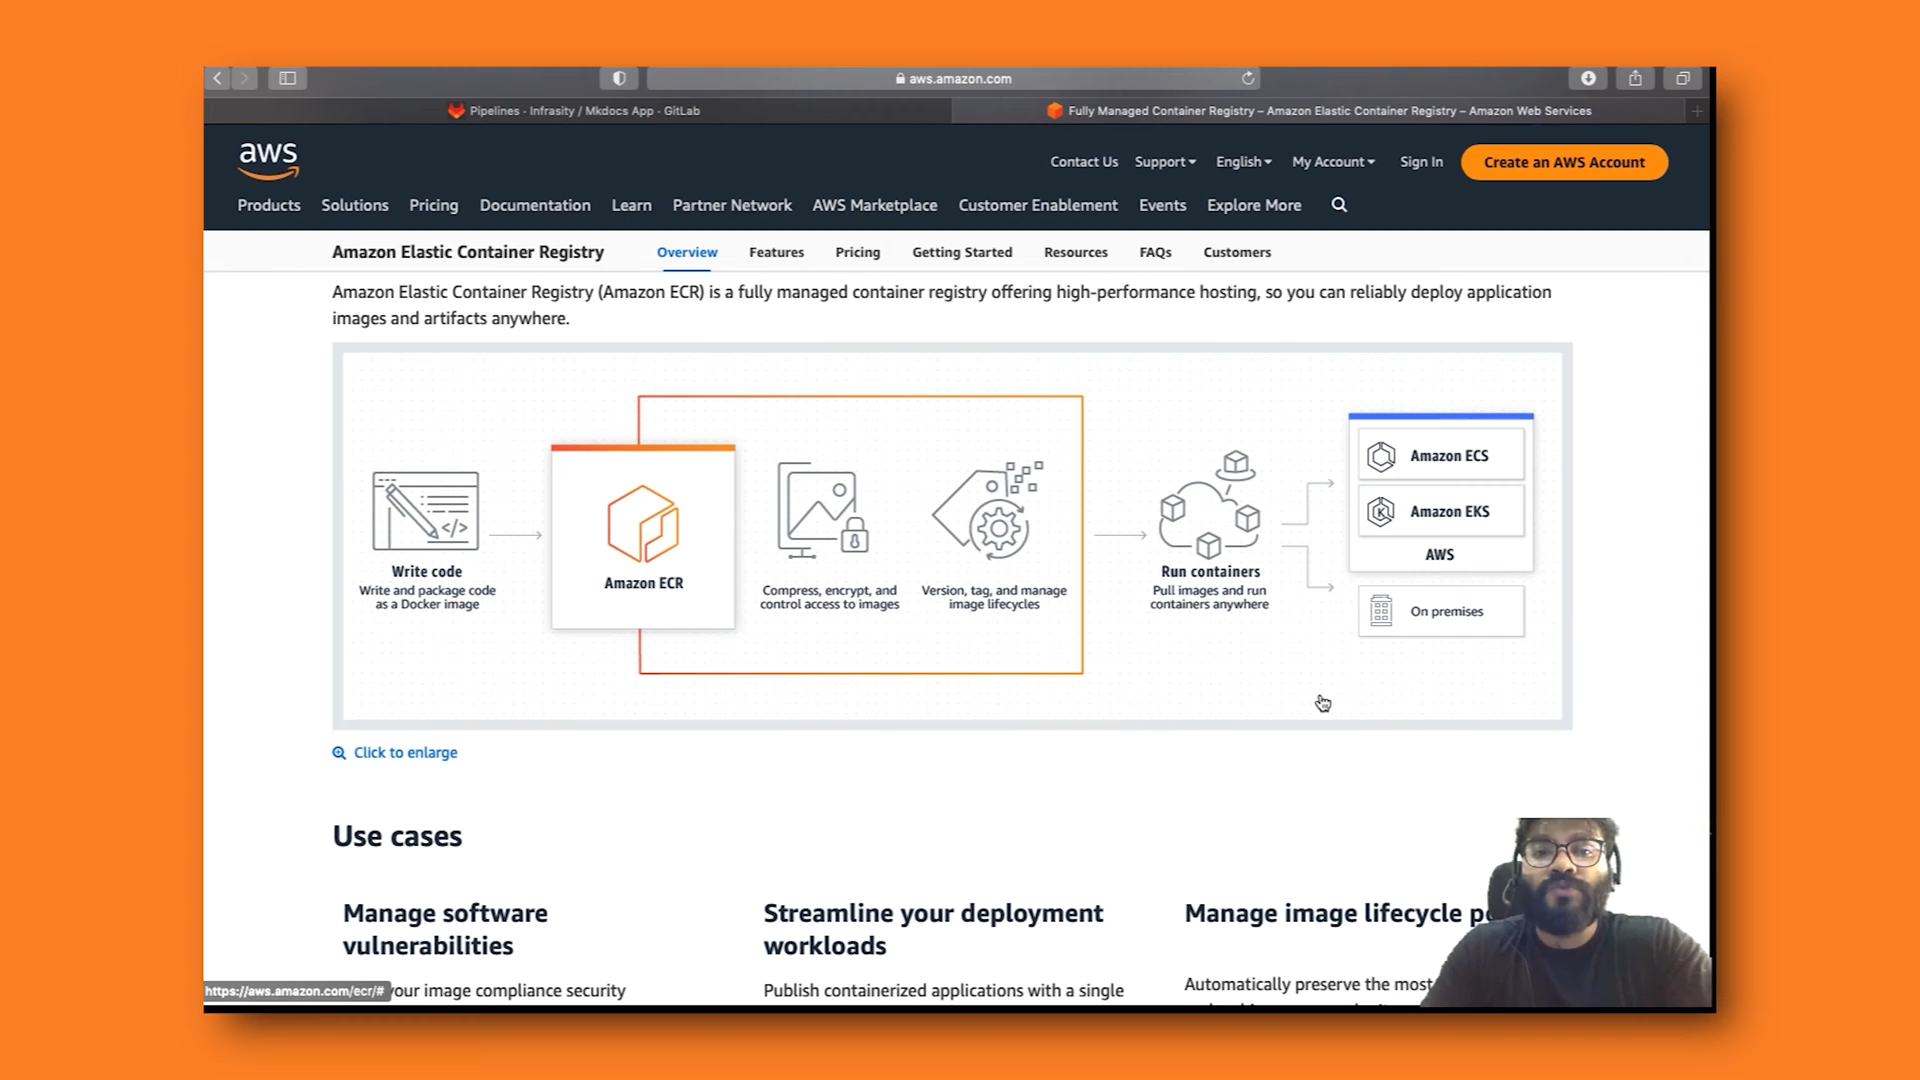 aws.amazon.com
Pipelines - Infrasity / Mkdocs App · GitLab
Fully Managed Container Registry – Amazon Elastic Container Registry – Amazon Web Services
aws
Contact Us Support English My Account Sign In Create an AWS Account
Products Solutions Pricing Documentation Learn Partner Network AWS Marketplace Customer Enablement Events Explore More
Amazon Elastic Container Registry Overview Features Pricing Getting Started Resources FAQs Customers
Amazon Elastic Container Registry (Amazon ECR) is a fully managed container registry offering high-performance hosting, so you can reliably deploy application
images and artifacts anywhere.
Write code
Write and package code
as a Docker image
Amazon ECR
Compress, encrypt, and
control access to images
Version, tag, and manage
image lifecycles
Run containers
Pull images and run
containers anywhere
Amazon ECS
Amazon EKS
AWS
On premises
Click to enlarge
Use cases
Manage software
vulnerabilities
your image compliance security
Streamline your deployment
workloads
Publish containerized applications with a single
Manage image lifecycle
Automatically preserve the most
https://aws.amazon.com/ecr/#